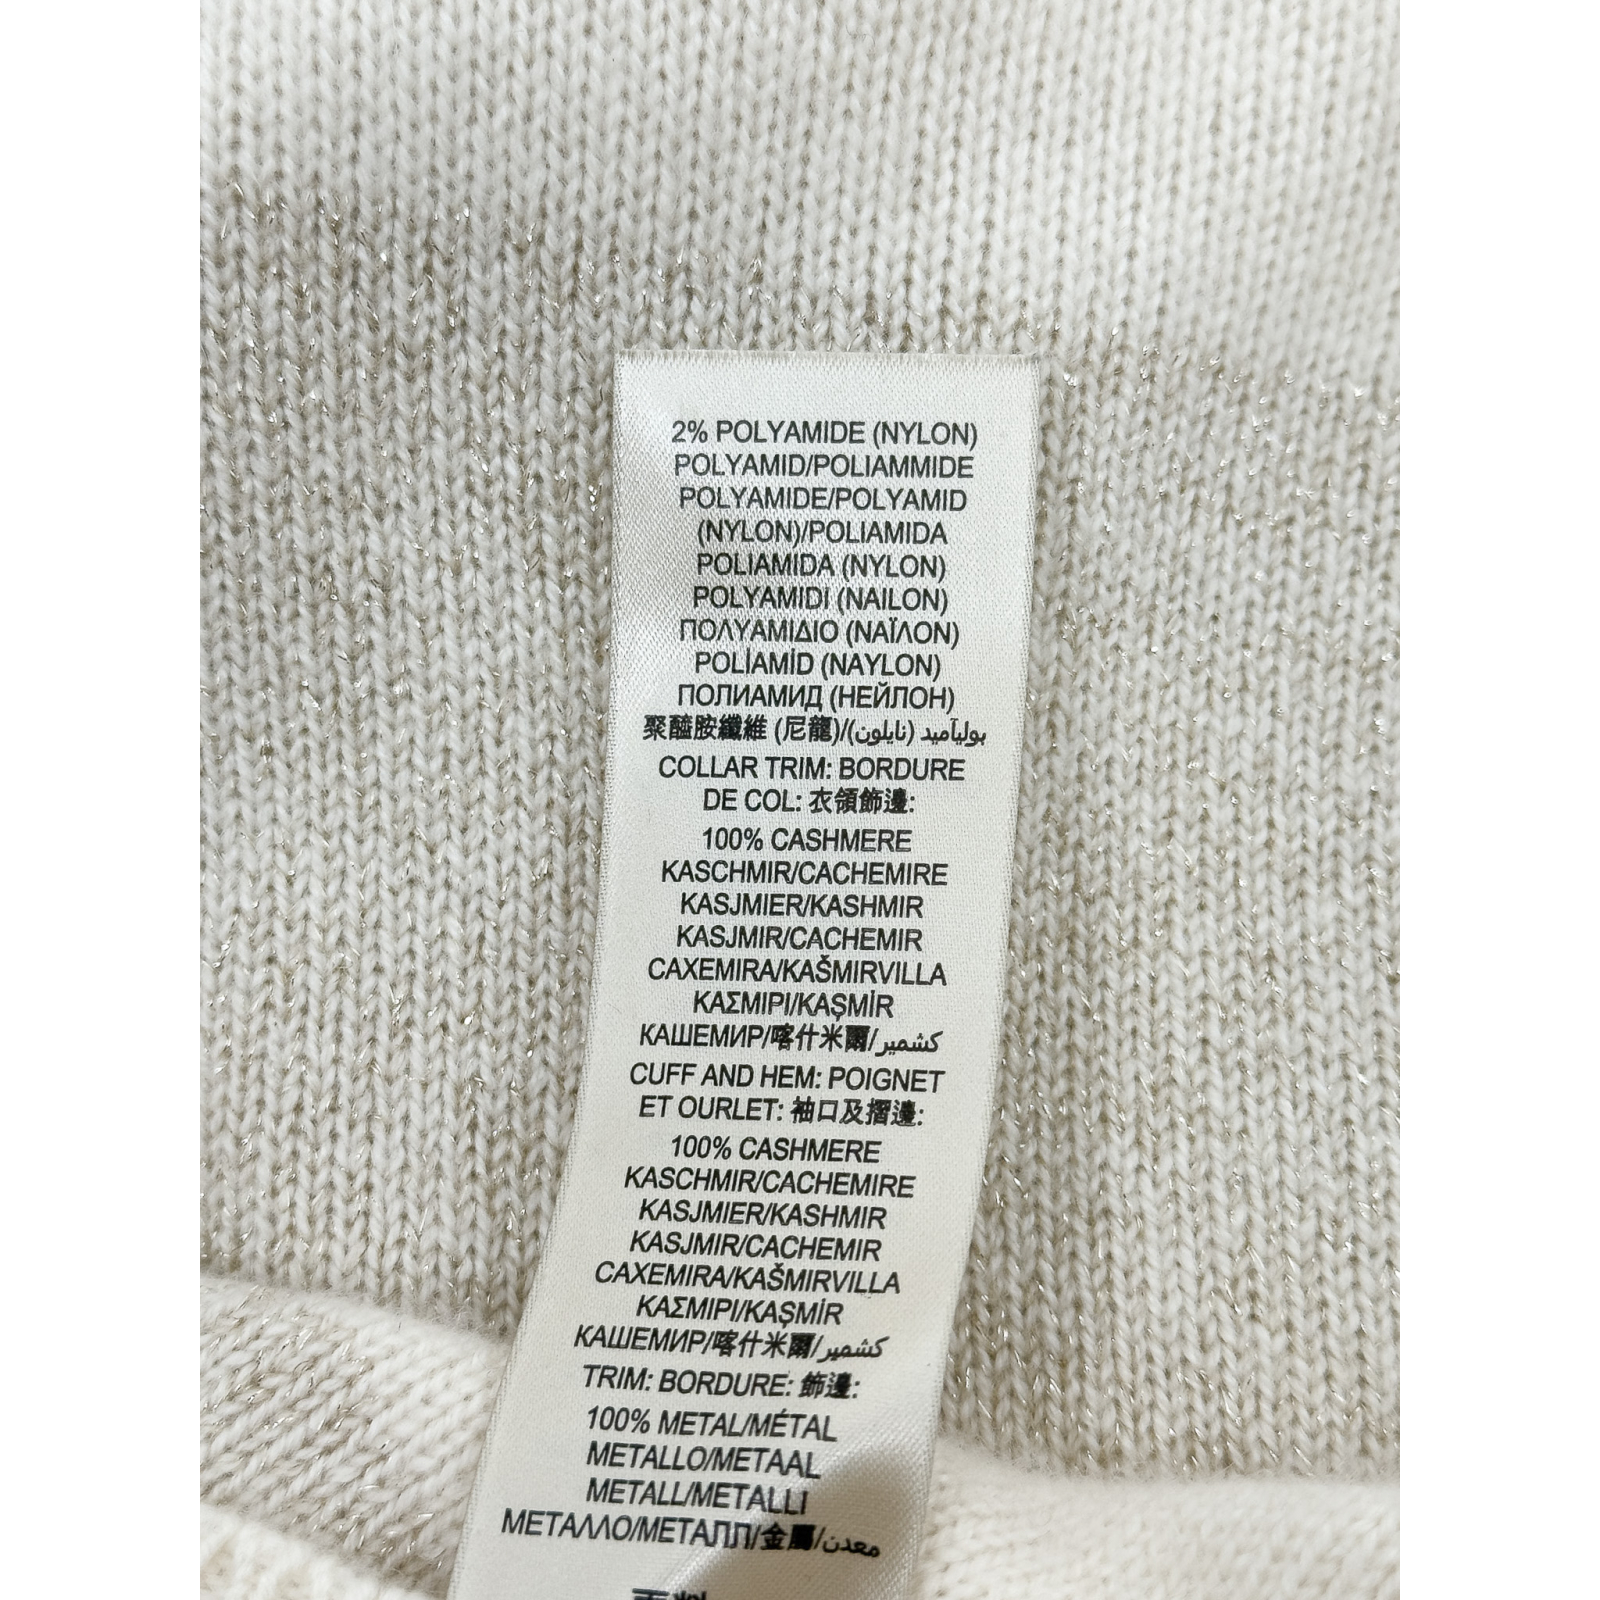 2% POLYAMIDE (NYLON)
POLYAMID/POLIAMMIDE
POLYAMIDE/POLYAMID
(NYLON)/POLIAMIDA
POLIAMIDA (NYLON)
POLYAMIDI (NAILON)
ΠΟΛΥΑΜΙΔΙΟ (ΝΑΪΛΟΝ)
POLİAMİD (NAYLON)
ПОЛИАМИД (НЕЙЛОН)
聚醯胺纖維 (尼龍)/(بوليآميد (نايلون
COLLAR TRIM: BORDURE
DE COL: 衣領飾邊:
100% CASHMERE
KASCHMIR/CACHEMIRE
KASJMIER/KASHMIR
KASJMIR/CACHEMIR
CAXEMIRA/KAŠMIRVILLA
ΚΑΣΜΙΡΙ/KAŞMİR
КАШЕМИР/喀什米爾/كشمير
CUFF AND HEM: POIGNET
ET OURLET: 袖口及摺邊:
100% CASHMERE
KASCHMIR/CACHEMIRE
KASJMIER/KASHMIR
KASJMIR/CACHEMIR
CAXEMIRA/KAŠMIRVILLA
ΚΑΣΜΙΡΙ/KAŞMİR
КАШЕМИР/喀什米爾/كشمير
TRIM: BORDURE: 飾邊:
100% METAL/MÉTAL
METALLO/METAAL
METALL/METALLI
ΜΕΤΑΛΛΟ/МЕТАЛЛ/金屬/معدن